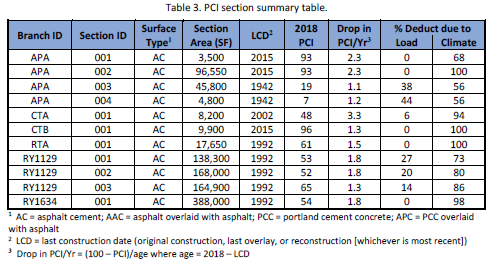 Table 3. PCI section summary table.
Branch ID Section ID Surface Type¹ Section Area (SF) LCD² 2018 PCI Drop in PCI/Yr³ % Deduct due to Load Climate
APA 001 AC 3,500 2015 93 2.3 0 68
APA 002 AC 96,550 2015 93 2.3 0 100
APA 003 AC 45,800 1942 19 1.1 38 56
APA 004 AC 4,800 1942 7 1.2 44 56
CTA 001 AC 8,200 2002 48 3.3 6 94
CTB 001 AC 9,900 2015 96 1.3 0 100
RTA 001 AC 17,650 1992 61 1.5 0 100
RY1129 001 AC 138,300 1992 53 1.8 27 73
RY1129 002 AC 168,000 1992 52 1.8 20 80
RY1129 003 AC 164,900 1992 65 1.3 14 86
RY1634 001 AC 388,000 1992 54 1.8 0 98
¹ AC = asphalt cement; AAC = asphalt overlaid with asphalt; PCC = portland cement concrete; APC = PCC overlaid
with asphalt
² LCD = last construction date (original construction, last overlay, or reconstruction [whichever is most recent])
³ Drop in PCI/Yr = (100 – PCI)/age where age = 2018 – LCD